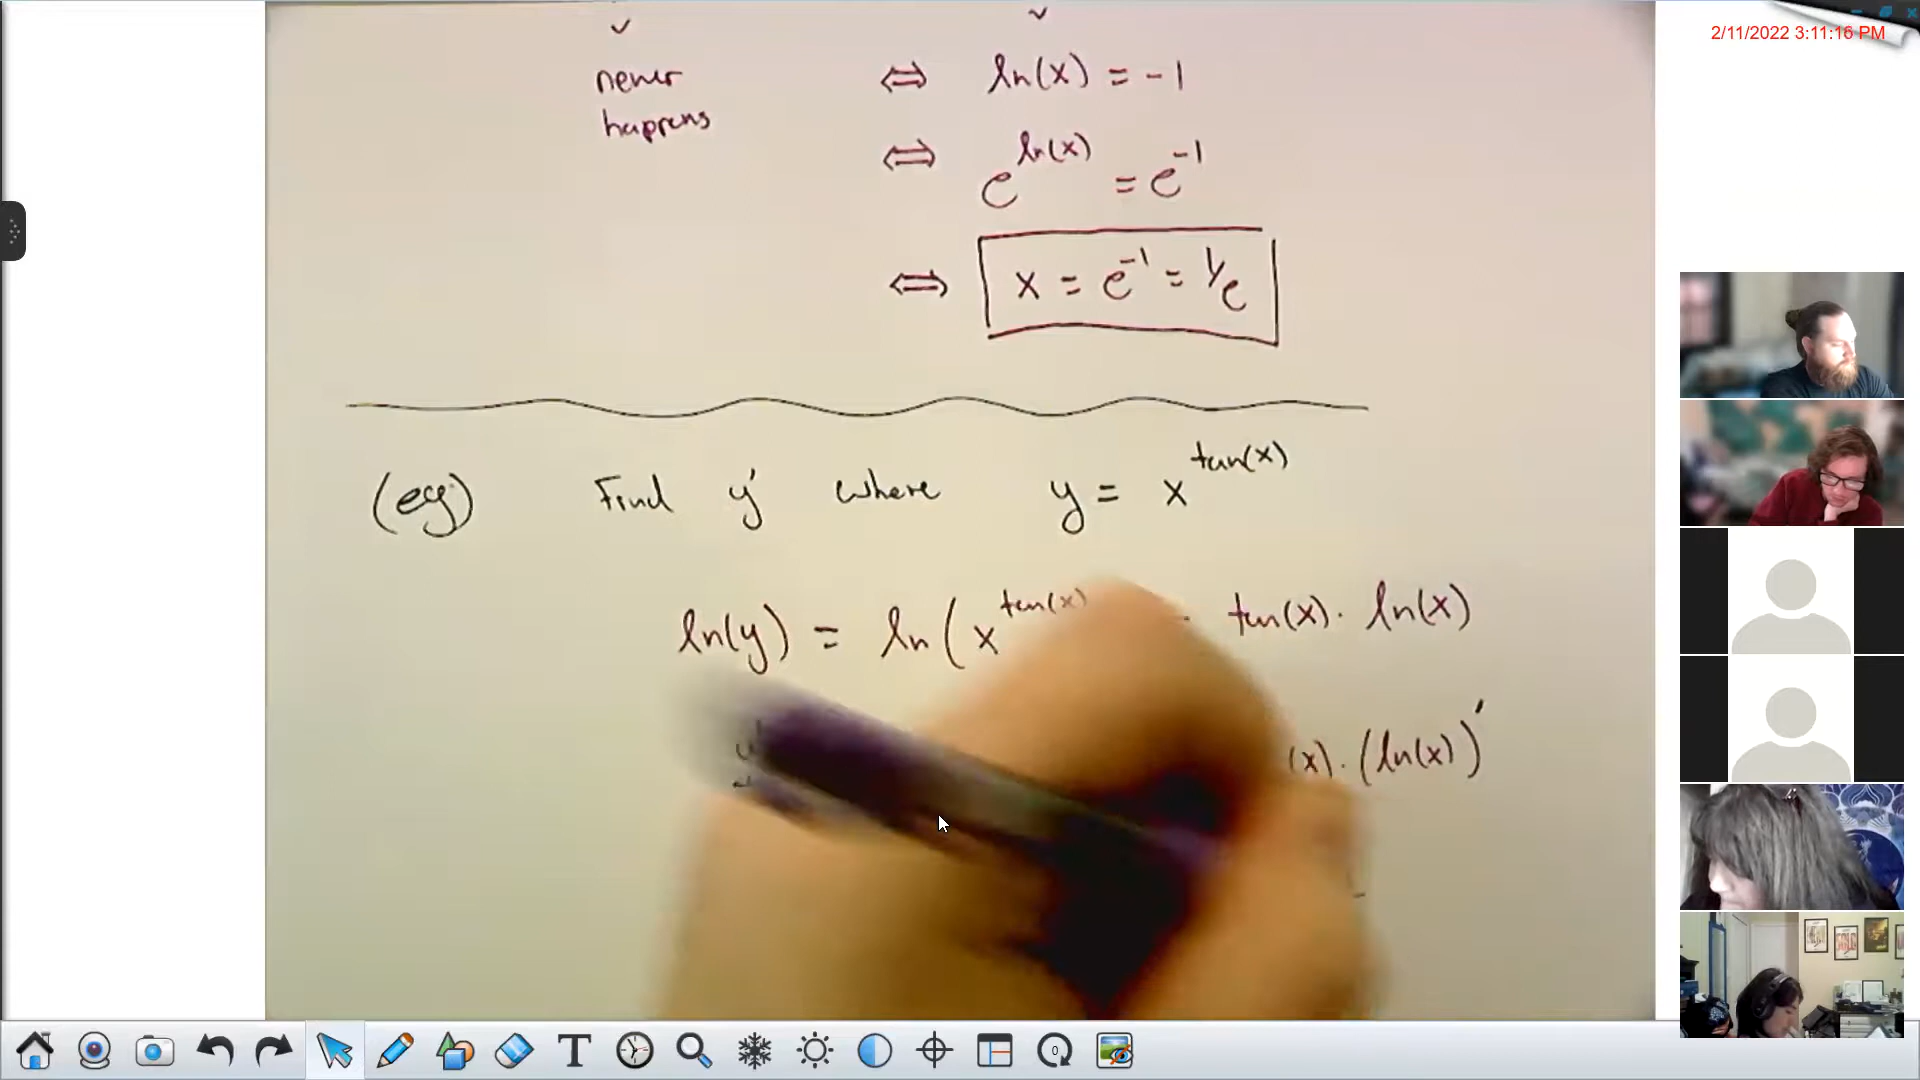 2/11/2022 3:11:16 PM
never
happens
⇔ ln(x) = -1
⇔ e^ln(x) = e^-1
⇔ x = e^-1 = 1/e
(eg) Find y' where y = x^tan(x)
ln(y) = ln(x^tan(x) tan(x) · ln(x)
(x) · (ln(x))'